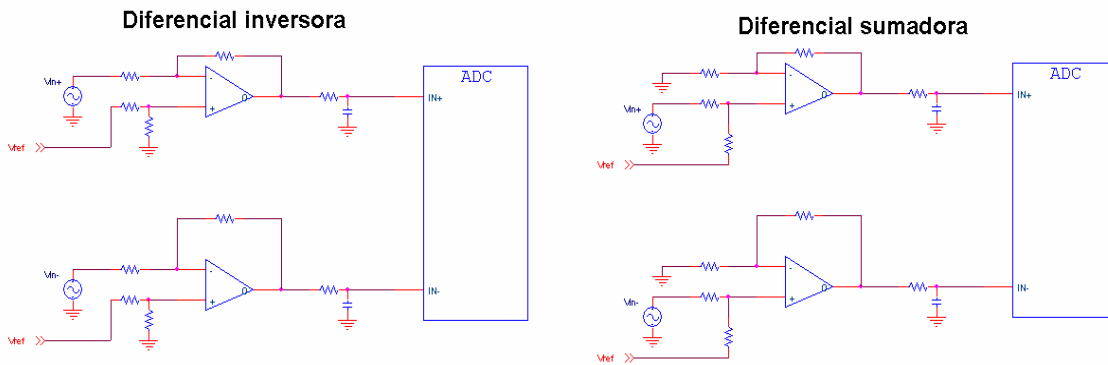 Diferencial inversora
Vin+
-
+
O
Vref
ADC
IN+
Vin-
-
+
O
Vref
IN-
Diferencial sumadora
Vin+
-
+
O
Vref
ADC
IN+
Vin-
-
+
O
Vref
IN-